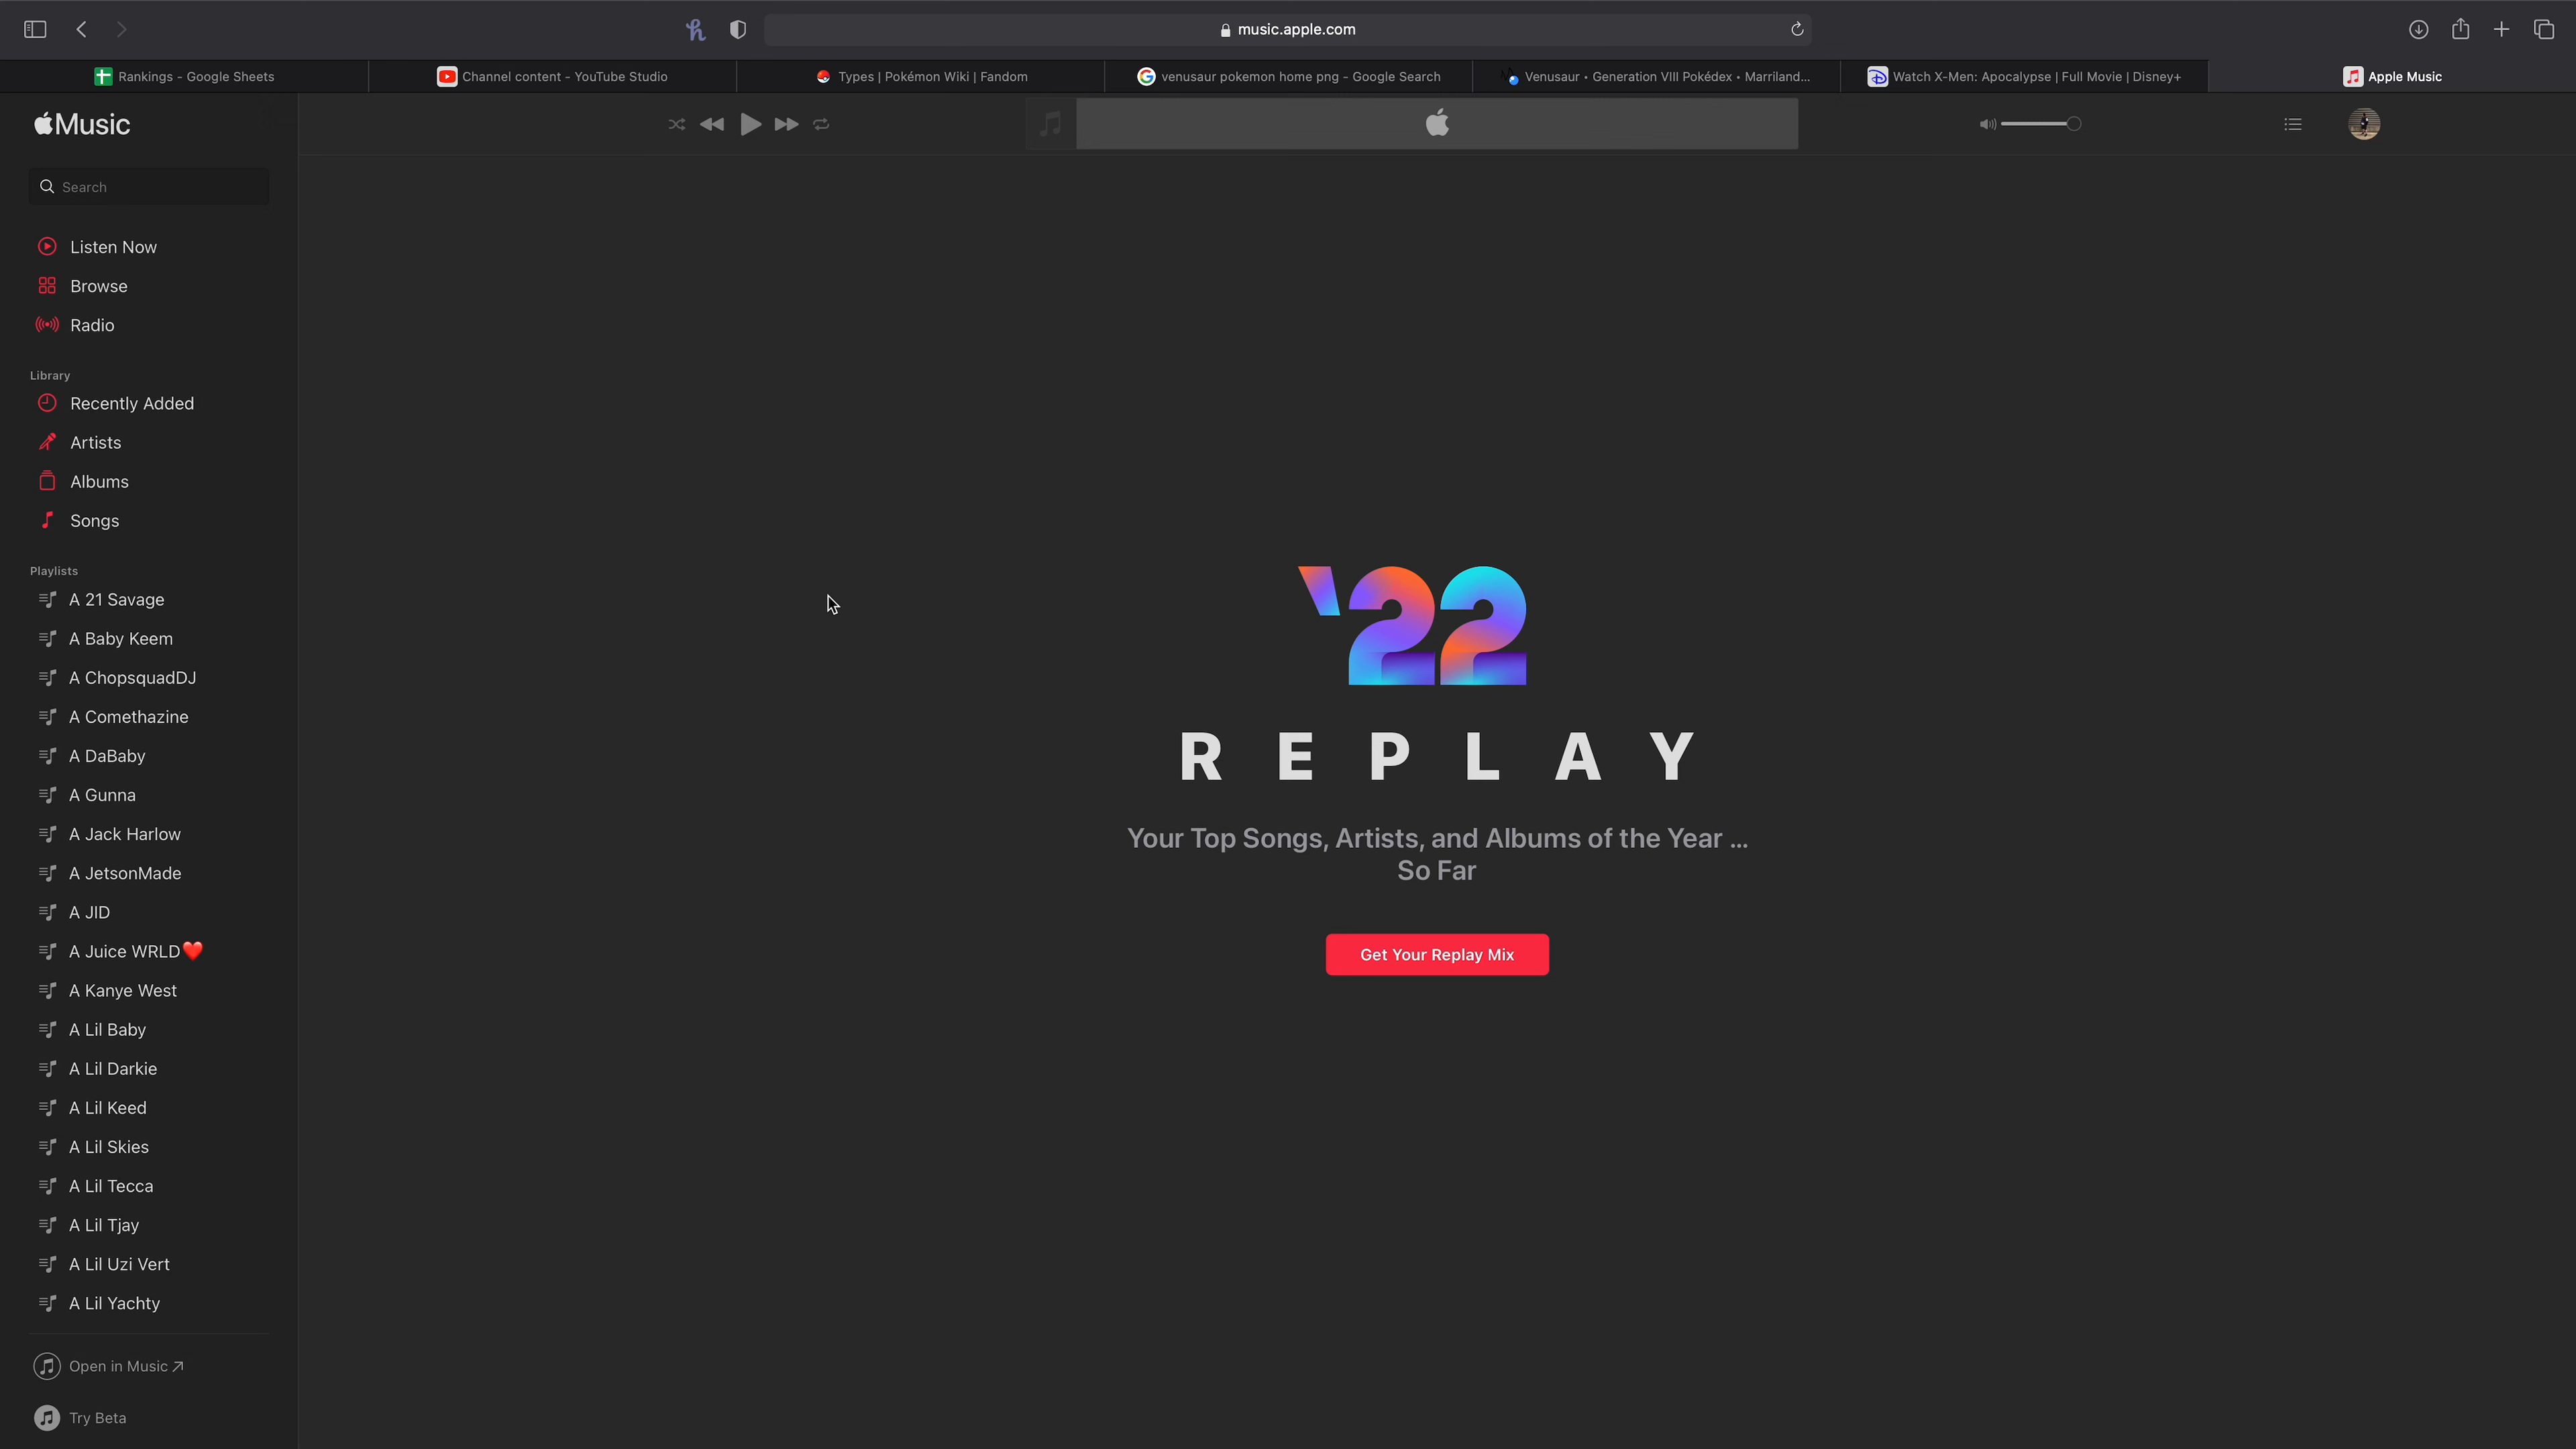 music.apple.com
Rankings - Google Sheets
Channel content - YouTube Studio
Types | Pokémon Wiki | Fandom
venusaur pokemon home png - Google Search
Venusaur • Generation VIII Pokédex • Marriland...
Watch X-Men: Apocalypse | Full Movie | Disney+
Apple Music
Music
Search
Listen Now
Browse
Radio
Library
Recently Added
Artists
Albums
Songs
Playlists
A 21 Savage
A Baby Keem
A ChopsquadDJ
A Comethazine
A DaBaby
A Gunna
A Jack Harlow
A JetsonMade
A JID
A Juice WRLD❤️
A Kanye West
A Lil Baby
A Lil Darkie
A Lil Keed
A Lil Skies
A Lil Tecca
A Lil Tjay
A Lil Uzi Vert
A Lil Yachty
Open in Music ↗
Try Beta
'22
REPLAY
Your Top Songs, Artists, and Albums of the Year ...
So Far
Get Your Replay Mix